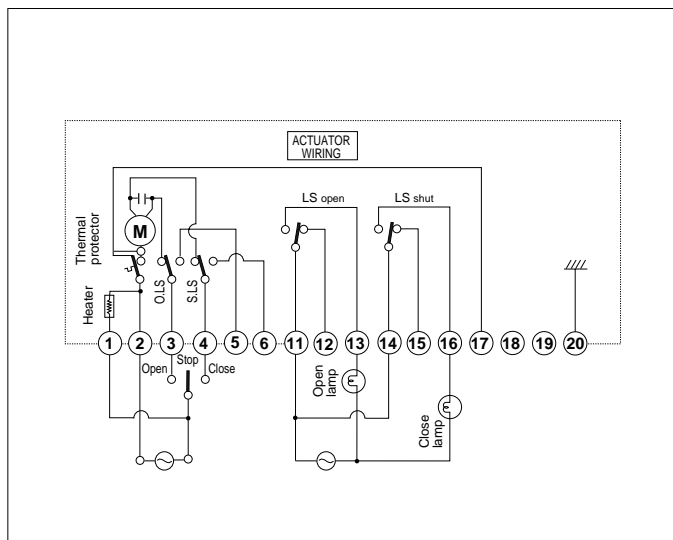 ACTUATOR
WIRING
LS open
LS shut
M
Thermal
protector
O.LS
S.LS
Heater
1 2 3 4 5 6 11 12 13 14 15 16 17 18 19 20
Open
Stop
Close
Open
lamp
Close
lamp